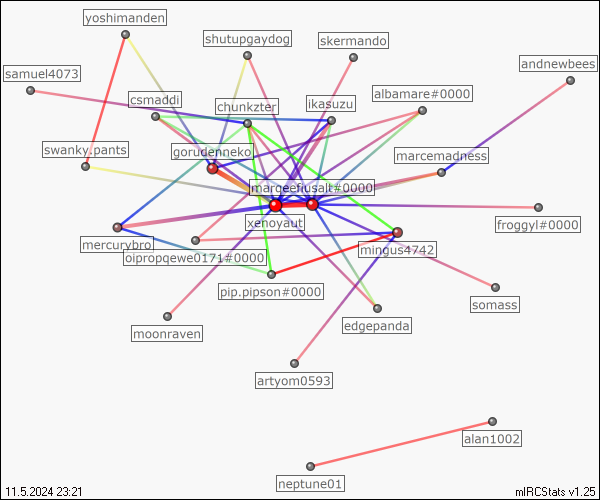 yoshimanden
shutupgaydog
skermando
andnewbees
samuel4073
csmaddi
chunkzter
ikasuzu
albamare#0000
swanky.pants
gorudenneko
marcemadness
marceefiusalt#0000
xenoyaut
froggyl#0000
mercurybro
mingus4742
oipropqewe0171#0000
pip.pipson#0000
somass
moonraven
edgepanda
artyom0593
alan1002
neptune01
11.5.2024 23:21
mIRCStats v1.25